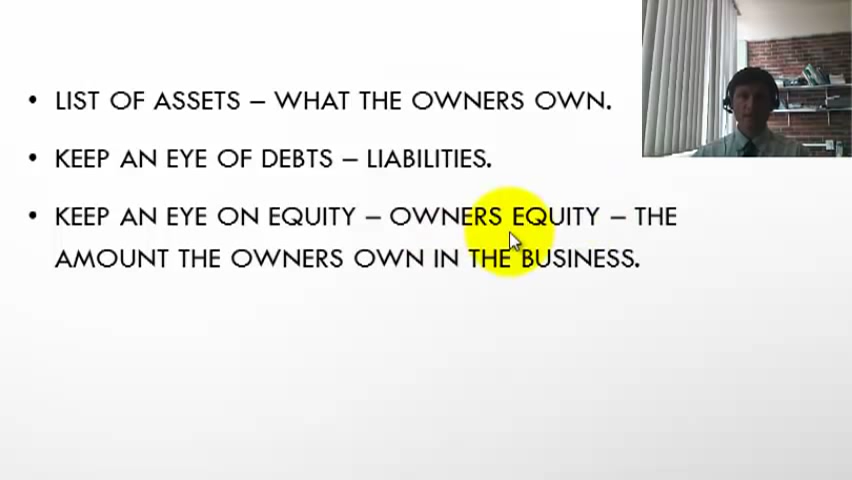 • LIST OF ASSETS – WHAT THE OWNERS OWN.
• KEEP AN EYE OF DEBTS – LIABILITIES.
• KEEP AN EYE ON EQUITY – OWNERS EQUITY – THE
AMOUNT THE OWNERS OWN IN THE BUSINESS.